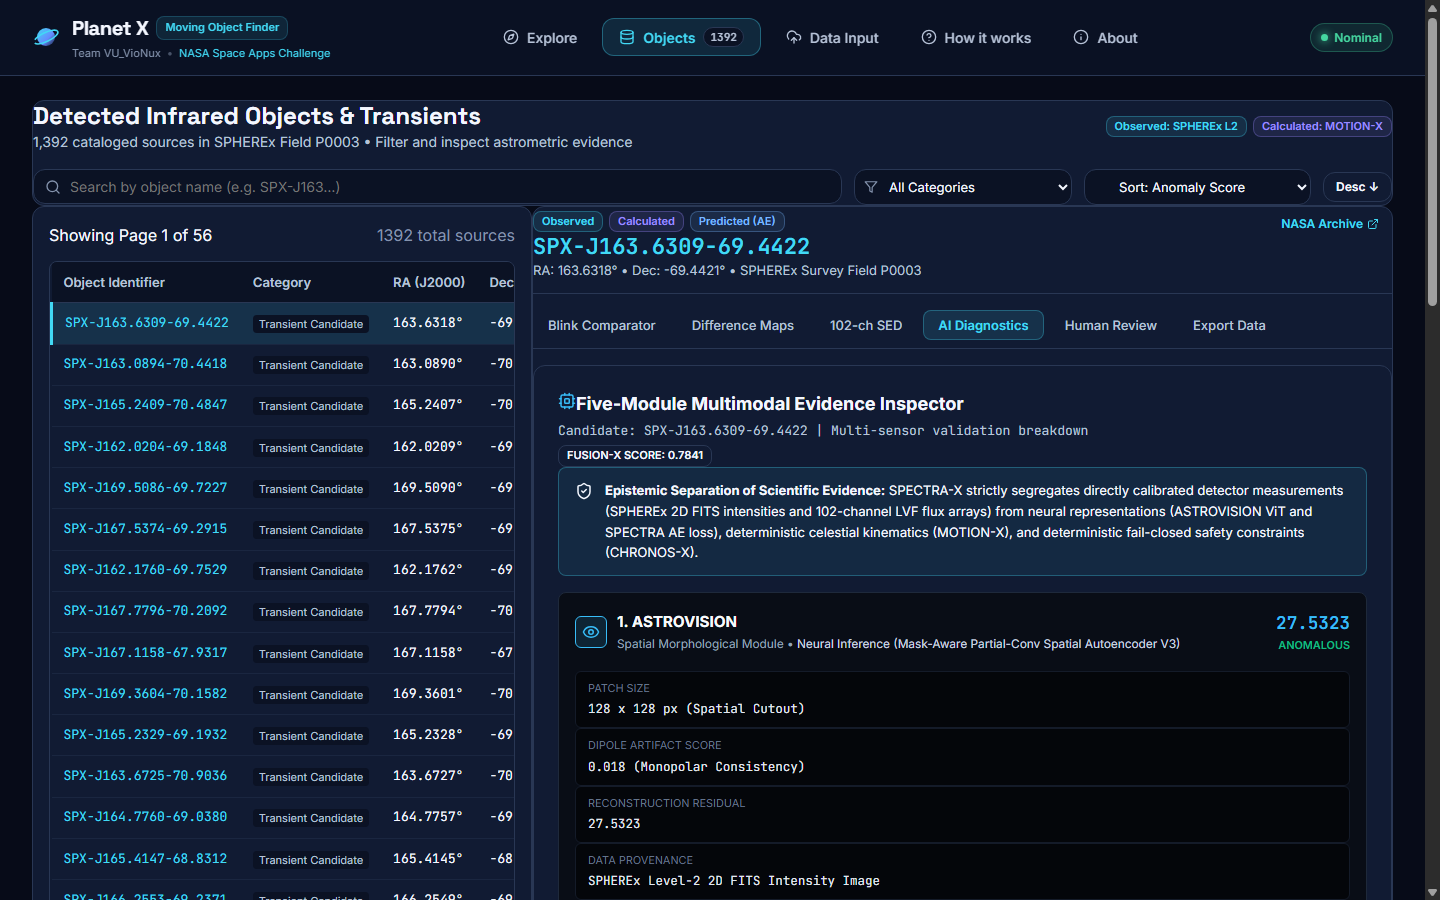 Planet X
Moving Object Finder
Team VU_VioNux • NASA Space Apps Challenge
Explore
Objects 1392
Data Input
How it works
About
Nominal
Detected Infrared Objects & Transients
1,392 cataloged sources in SPHEREx Field P0003 • Filter and inspect astrometric evidence
Observed: SPHEREx L2
Calculated: MOTION-X
Search by object name (e.g. SPX-J163...)
All Categories
Sort: Anomaly Score
Desc ↓
Showing Page 1 of 56
1392 total sources
Object Identifier Category RA (J2000) Dec
SPX-J163.6309-69.4422 Transient Candidate 163.6318° -69
SPX-J163.0894-70.4418 Transient Candidate 163.0890° -70
SPX-J165.2409-70.4847 Transient Candidate 165.2407° -70
SPX-J162.0204-69.1848 Transient Candidate 162.0209° -69
SPX-J169.5086-69.7227 Transient Candidate 169.5090° -69
SPX-J167.5374-69.2915 Transient Candidate 167.5375° -69
SPX-J162.1760-69.7529 Transient Candidate 162.1762° -69
SPX-J167.7796-70.2092 Transient Candidate 167.7794° -70
SPX-J167.1158-67.9317 Transient Candidate 167.1158° -67
SPX-J169.3604-70.1582 Transient Candidate 169.3601° -70
SPX-J165.2329-69.1932 Transient Candidate 165.2328° -69
SPX-J163.6725-70.9036 Transient Candidate 163.6727° -70
SPX-J164.7760-69.0380 Transient Candidate 164.7757° -69
SPX-J165.4147-68.8312 Transient Candidate 165.4145° -68
SPX-J166.2553-69.2371 Transient Candidate 166.2549° -69
Observed
Calculated
Predicted (AE)
NASA Archive
SPX-J163.6309-69.4422
RA: 163.6318° • Dec: -69.4421° • SPHEREx Survey Field P0003
Blink Comparator
Difference Maps
102-ch SED
AI Diagnostics
Human Review
Export Data
Five-Module Multimodal Evidence Inspector
Candidate: SPX-J163.6309-69.4422 | Multi-sensor validation breakdown
FUSION-X SCORE: 0.7841
Epistemic Separation of Scientific Evidence: SPECTRA-X strictly segregates directly calibrated detector measurements
(SPHEREx 2D FITS intensities and 102-channel LVF flux arrays) from neural representations (ASTROVISION ViT and
SPECTRA AE loss), deterministic celestial kinematics (MOTION-X), and deterministic fail-closed safety constraints
(CHRONOS-X).
1. ASTROVISION
Spatial Morphological Module • Neural Inference (Mask-Aware Partial-Conv Spatial Autoencoder V3)
27.5323
ANOMALOUS
PATCH SIZE
128 x 128 px (Spatial Cutout)
DIPOLE ARTIFACT SCORE
0.018 (Monopolar Consistency)
RECONSTRUCTION RESIDUAL
27.5323
DATA PROVENANCE
SPHEREx Level-2 2D FITS Intensity Image